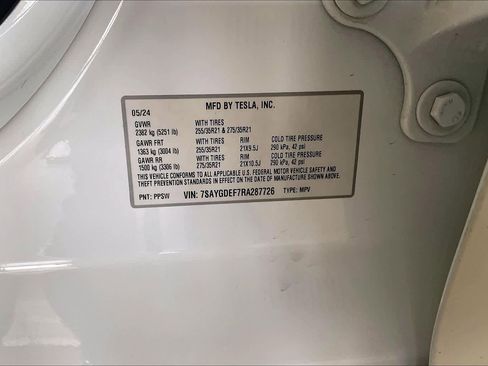 MFD BY TESLA, INC.
05/24
GVWR WITH TIRES
2382 kg (5251 lb) 255/35R21 & 275/35R21
GAWR FRT WITH TIRES RIM COLD TIRE PRESSURE
1363 kg (3004 lb) 255/35R21 21X9.5J 290 kPa, 42 psi
GAWR RR WITH TIRES RIM COLD TIRE PRESSURE
1500 kg (3306 lb) 275/35R21 21X10.5J 290 kPa, 42 psi
THIS VEHICLE CONFORMS TO ALL APPLICABLE U.S. FEDERAL MOTOR VEHICLE SAFETY AND
THEFT PREVENTION STANDARDS IN EFFECT ON THE DATE OF MANUFACTURE SHOWN ABOVE.
PNT: PPSW VIN: 7SAYGDEF7RA287726 TYPE: MPV